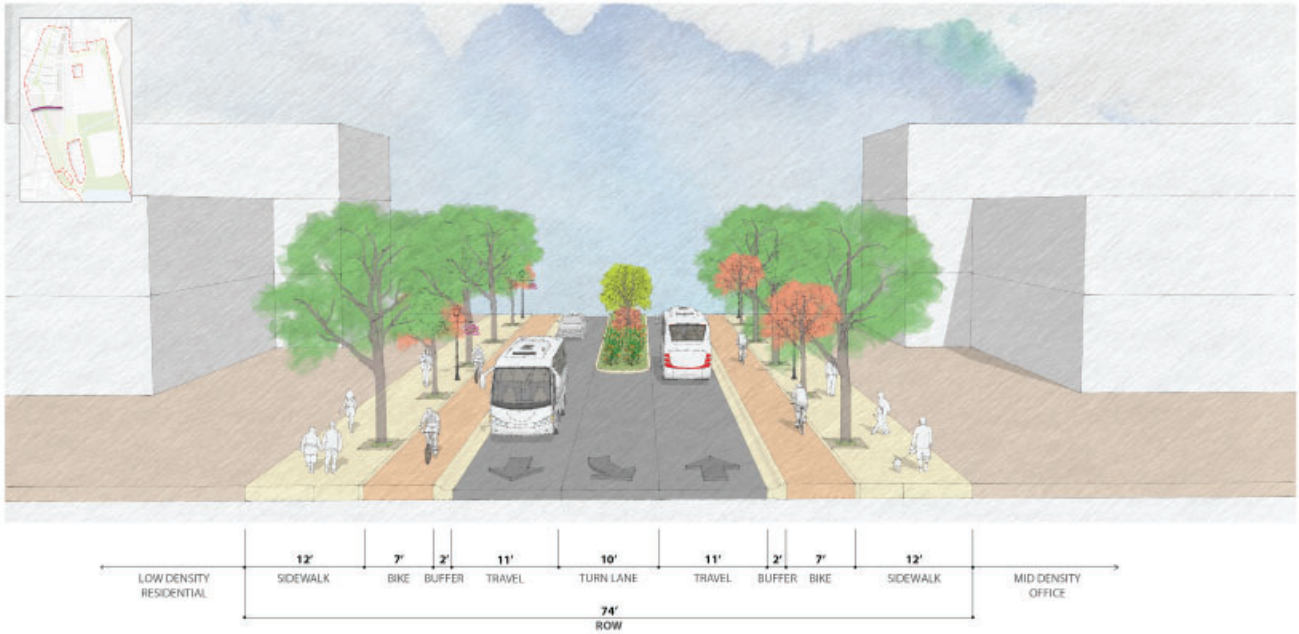 12' 7' 2' 11' 10' 11' 2' 7' 12'
LOW DENSITY RESIDENTIAL SIDEWALK BIKE BUFFER TRAVEL TURN LANE TRAVEL BUFFER BIKE SIDEWALK MID DENSITY OFFICE
74'
ROW